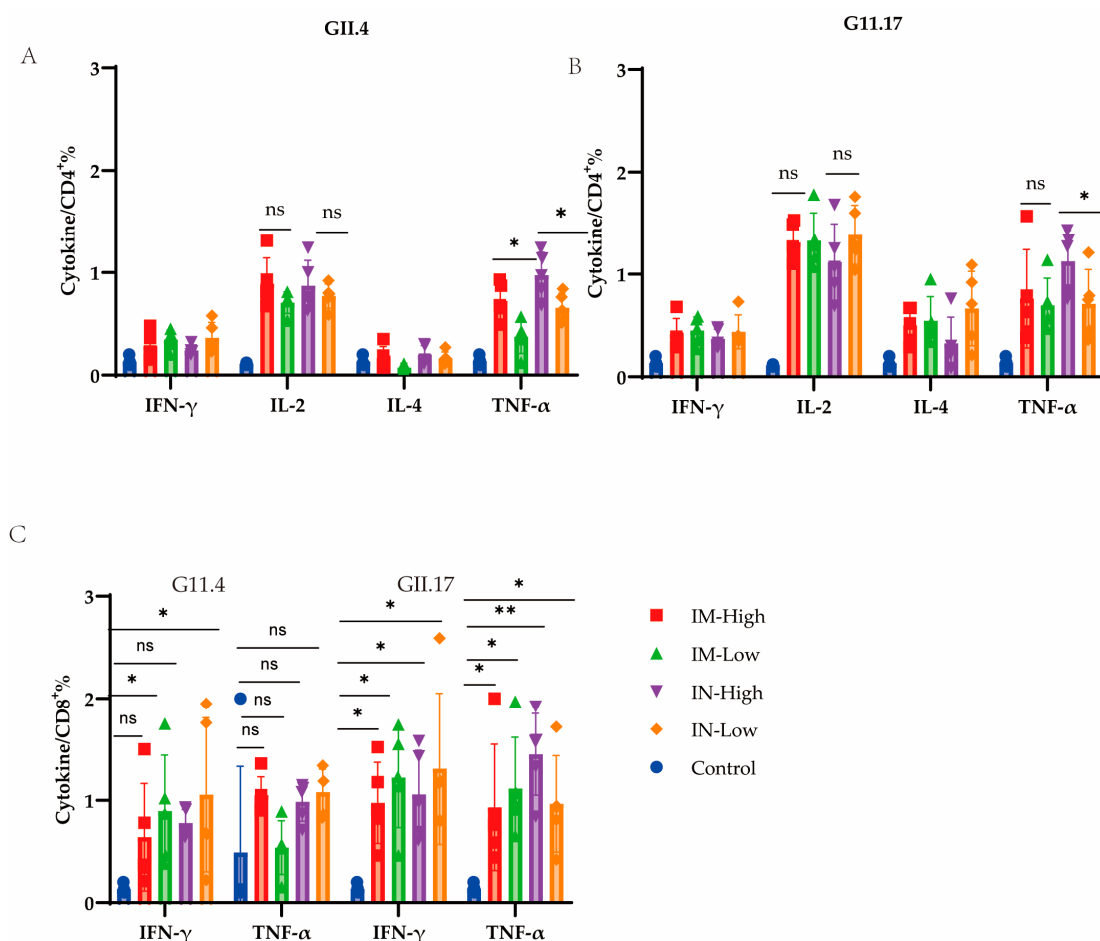 GII.4
G11.17
A
B
3
2
1
0
Cytokine/CD4⁺%
ns
ns
*
*
IFN-γ
IL-2
IL-4
TNF-α
3
2
1
0
Cytokine/CD4⁺%
ns
ns
ns
*
IFN-γ
IL-2
IL-4
TNF-α
C
G11.4
GII.17
3
2
1
0
Cytokine/CD8⁺%
*
ns
*
ns
ns
ns
ns
ns
*
*
*
*
*
**
*
*
IFN-γ
TNF-α
IFN-γ
TNF-α
IM-High
IM-Low
IN-High
IN-Low
Control